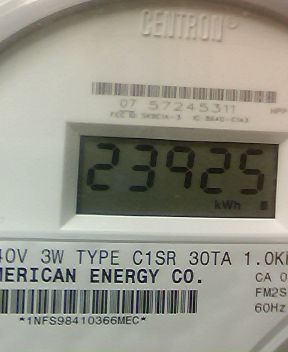 CENTRON
07 57245311
23925
kWh
40V 3W TYPE C1SR 30TA 1.0K
MERICAN ENERGY CO.
CA 0
FM2S
60Hz
*1NFS98410366MEC*